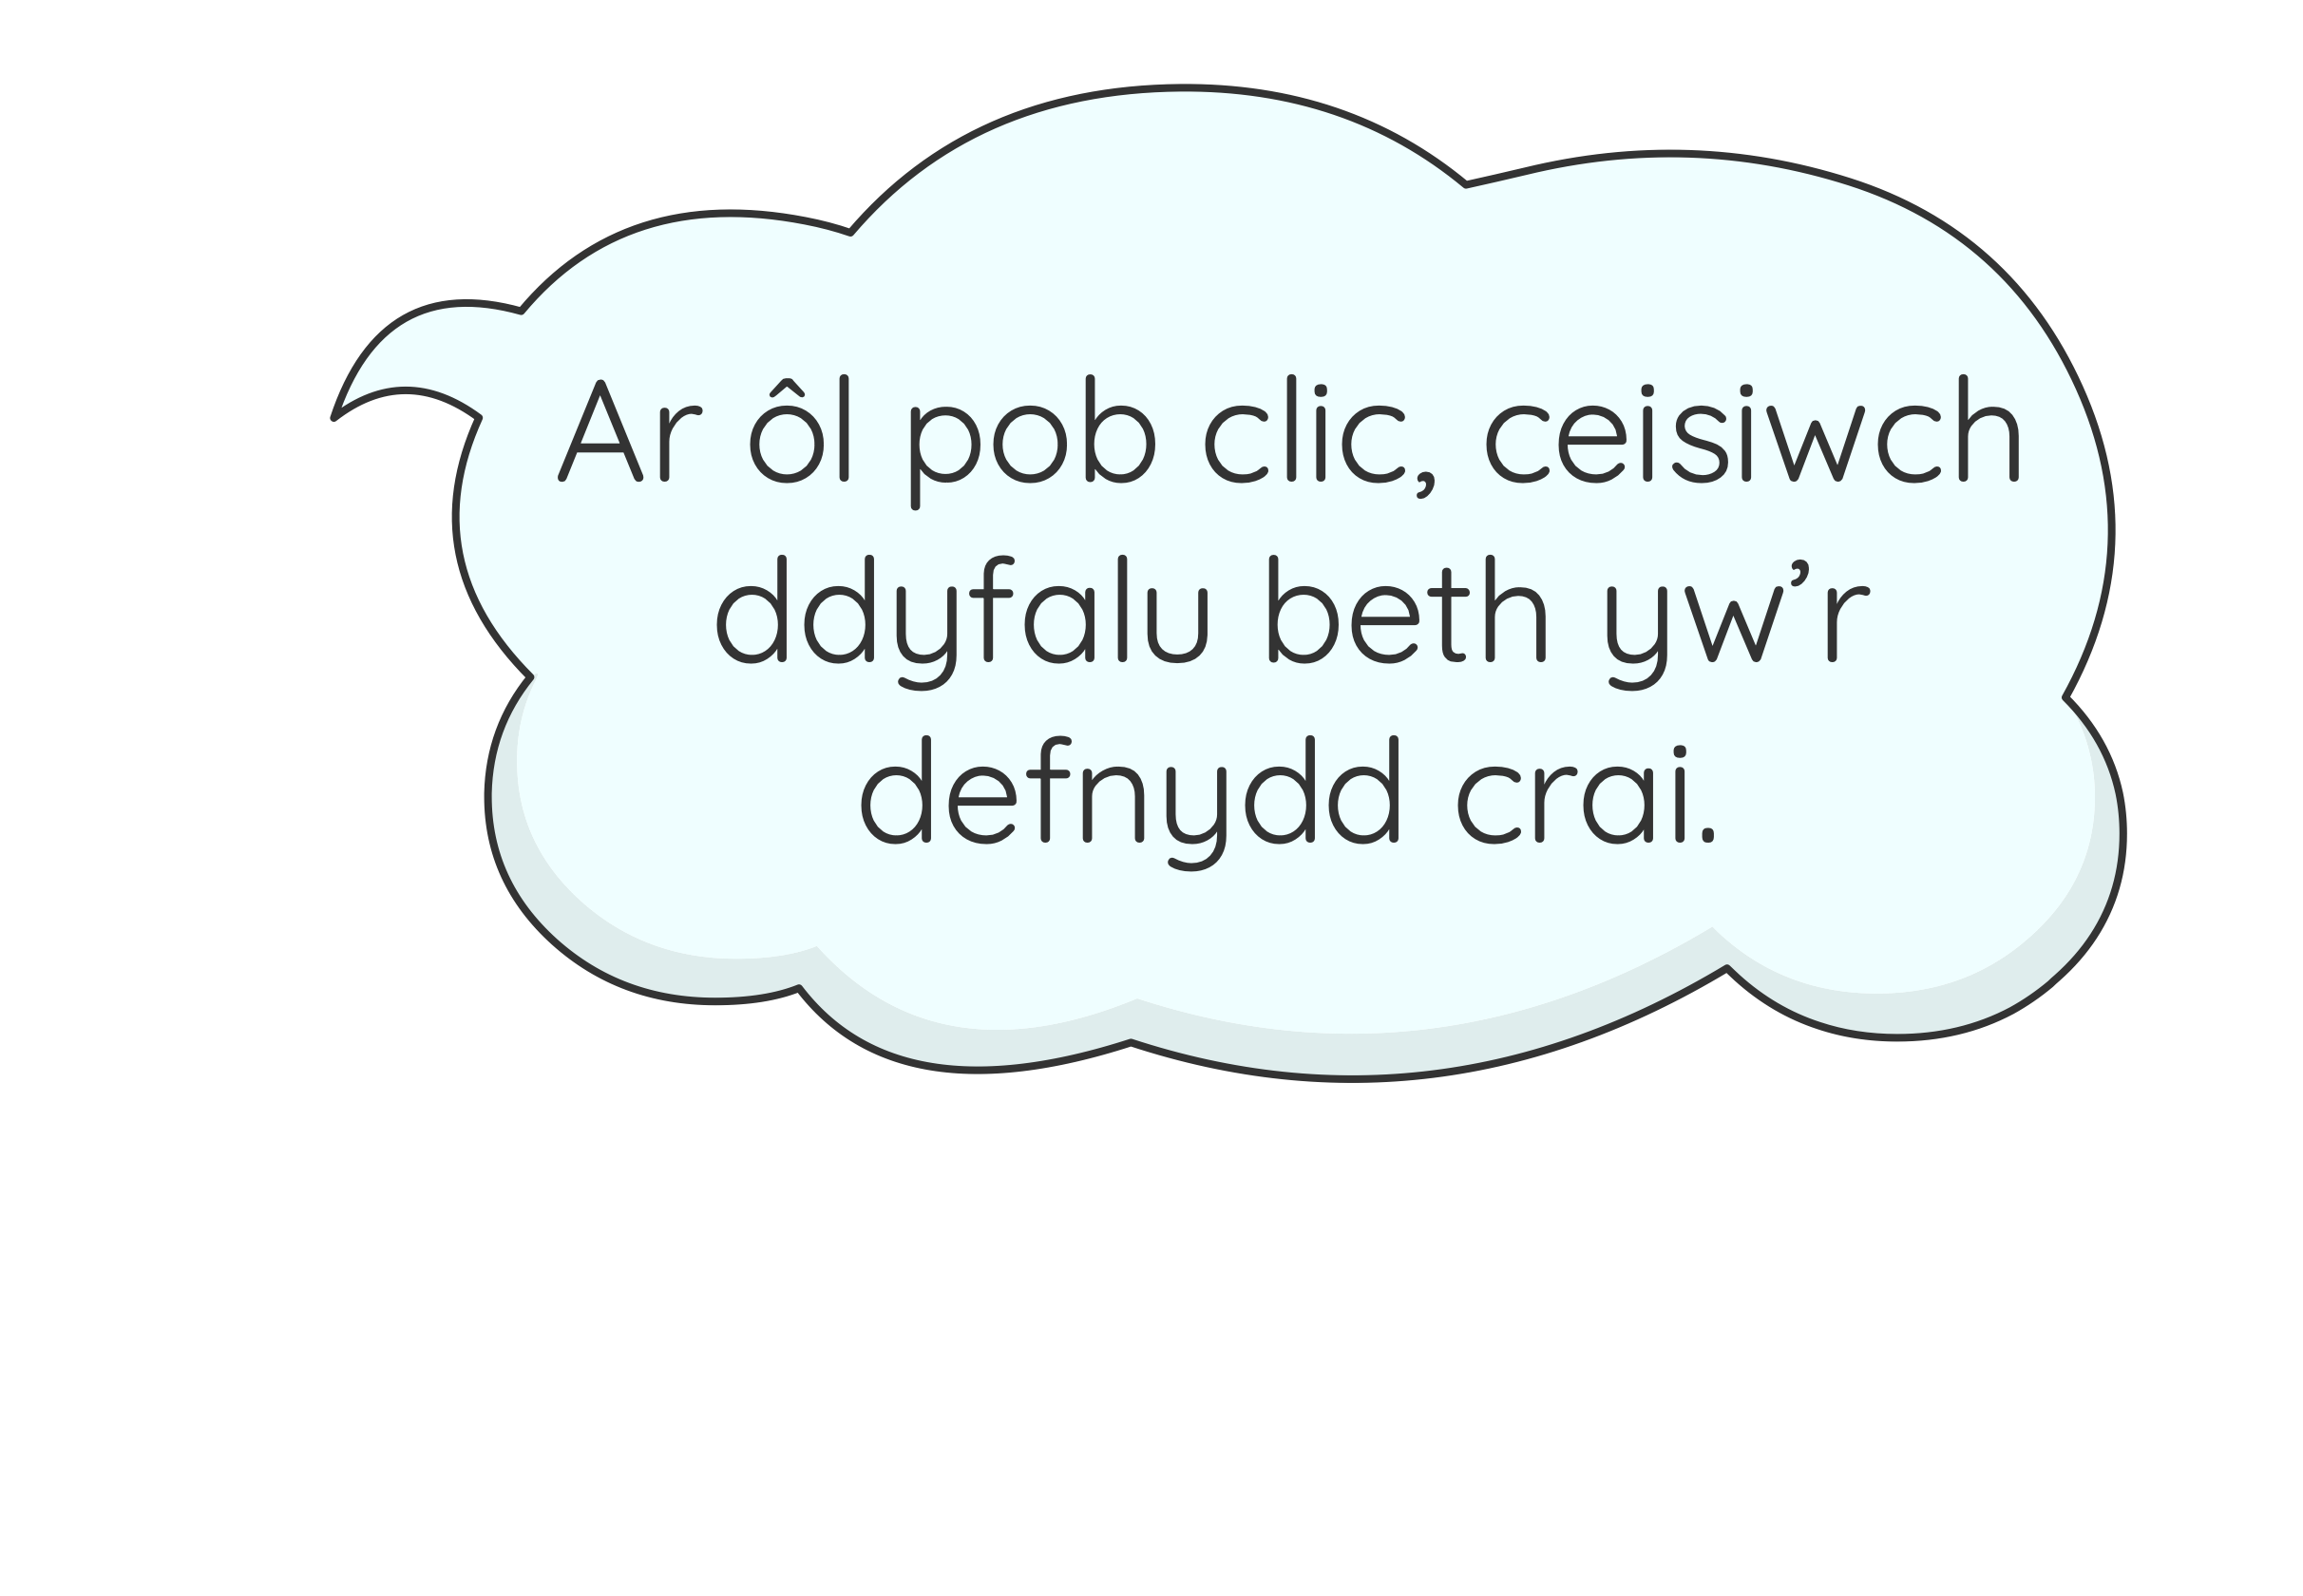 Ar ôl pob clic, ceisiwch
ddyfalu beth yw’r
defnydd crai.